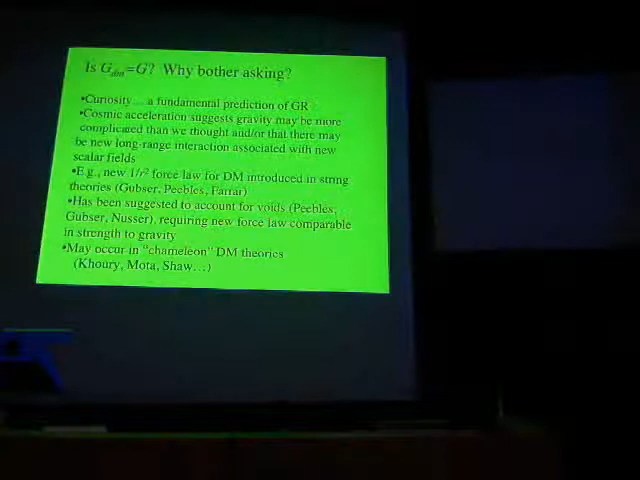 Is Gdm=G? Why bother asking?
•Curiosity... a fundamental prediction of GR
•Cosmic acceleration suggests gravity may be more
complicated than we thought and/or that there may
be new long-range interaction associated with new
scalar fields
•E.g., new 1/r² force law for DM introduced in string
theories (Gubser, Peebles, Farrar)
•Has been suggested to account for voids (Peebles,
Gubser, Nusser), requiring new force law comparable
in strength to gravity
•May occur in "chameleon" DM theories
(Khoury, Mota, Shaw...)